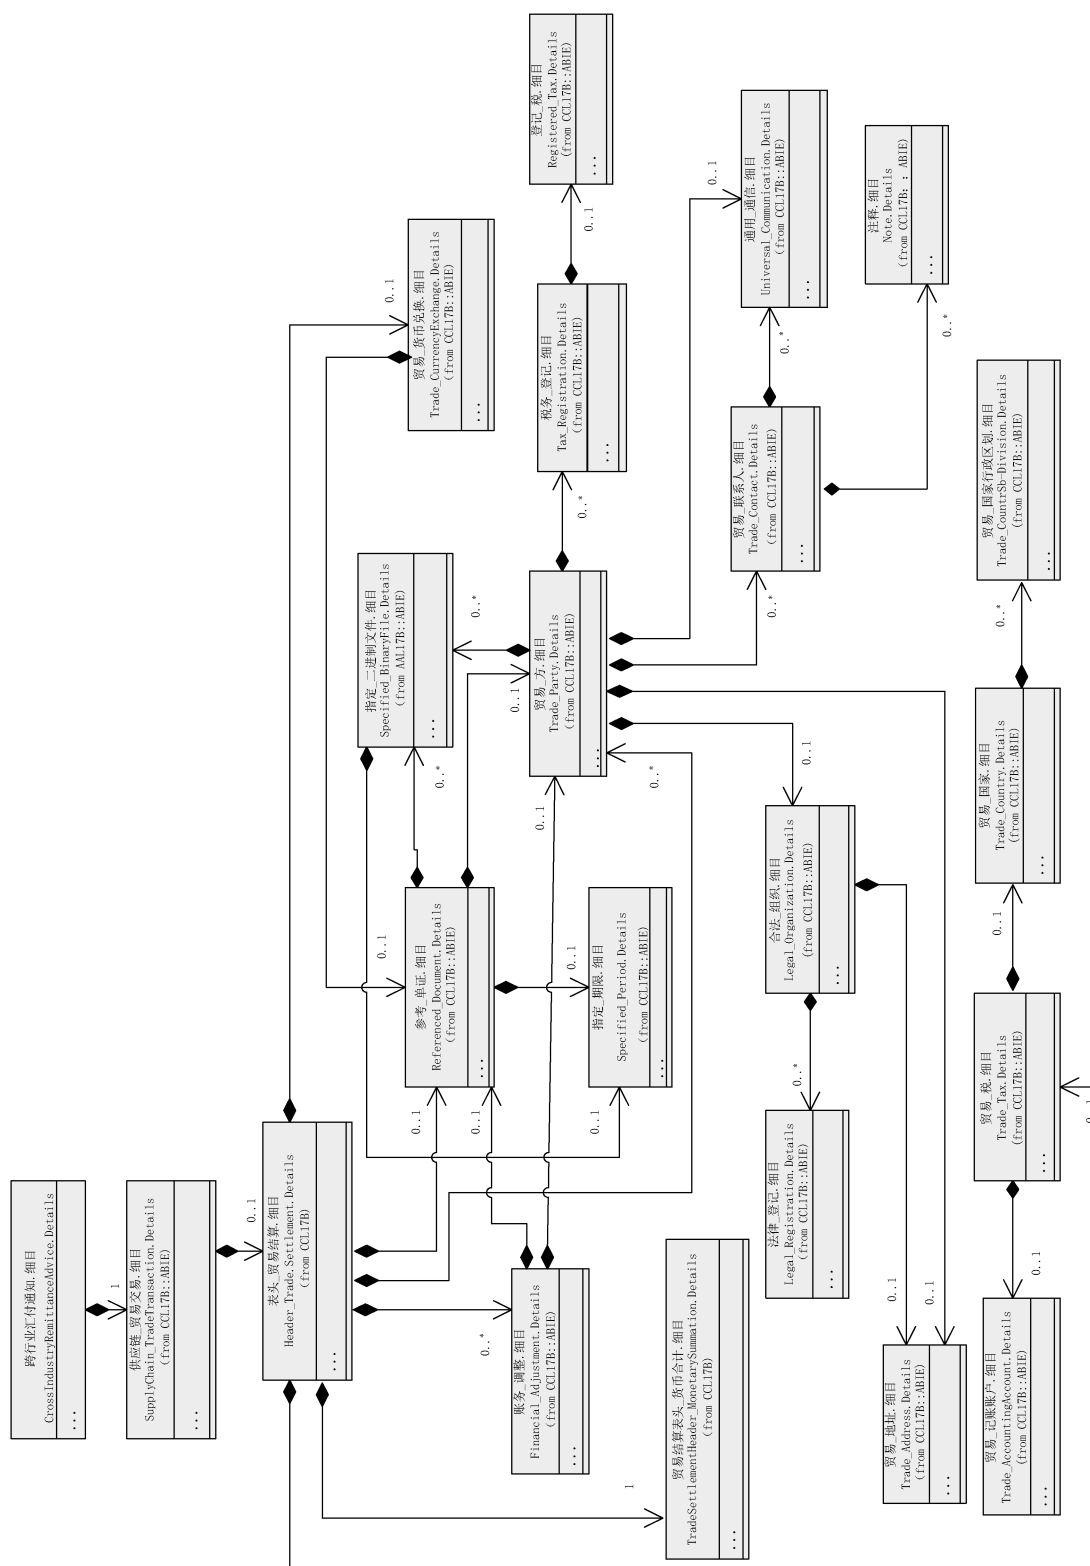 跨行业汇付通知.细目
CrossIndustryRemittanceAdvice.Details
...
1
供应链_贸易交易.细目
SupplyChain_TradeTransaction.Details
(from CCL17B::ABIE)
...
0..1
表头_贸易结算.细目
Header_Trade.Settlement.Details
(from CCL17B)
...
0..1
贸易_货币兑换.细目
Trade_CurrencyExchange.Details
(from CCL17B::ABIE)
...
0..1
参考_单证.细目
Referenced_Document.Details
(from CCL17B::ABIE)
...
0..1
0..1
0..*
指定_二进制文件.细目
Specified_BinaryFile.Details
(from AAL17B::ABIE)
...
0..*
0..1
0..1
指定_期限.细目
Specified_Period.Details
(from CCL17B::ABIE)
...
0..1
0..*
账务_调整.细目
Financial_Adjustment.Details
(from CCL17B::ABIE)
...
1
贸易结算表头_货币合计.细目
TradeSettlementHeader_MonetarySummation.Details
(from CCL17B)
...
0..1
0..1
0..*
贸易_方.细目
Trade_Party.Details
(from CCL17B::ABIE)
...
0..*
税务_登记.细目
Tax_Registration.Details
(from CCL17B::ABIE)
...
0..1
登记_税.细目
Registered_Tax.Details
(from CCL17B::ABIE)
...
0..1
通用_通信.细目
Universal_Communication.Details
(from CCL17B::ABIE)
...
0..*
0..*
贸易_联系人.细目
Trade_Contact.Details
(from CCL17B::ABIE)
...
0..*
注释.细目
Note.Details
(from CCL17B：：ABIE)
...
0..1
合法_组织.细目
Legal_Organization.Details
(from CCL17B::ABIE)
...
0..*
法律_登记.细目
Legal_Registration.Details
(from CCL17B::ABIE)
...
0..1
0..1
贸易_地址.细目
Trade_Address.Details
(from CCL17B::ABIE)
...
0..*
贸易_国家行政区划.细目
Trade_CountrSb-Division.Details
(from CCL17B::ABIE)
...
贸易_国家.细目
Trade_Country.Details
(from CCL17B::ABIE)
...
0..1
贸易_税.细目
Trade_Tax.Details
(from CCL17B::ABIE)
...
0..1
贸易_记账账户.细目
Trade_AccountingAccount.Details
(from CCL17B::ABIE)
...